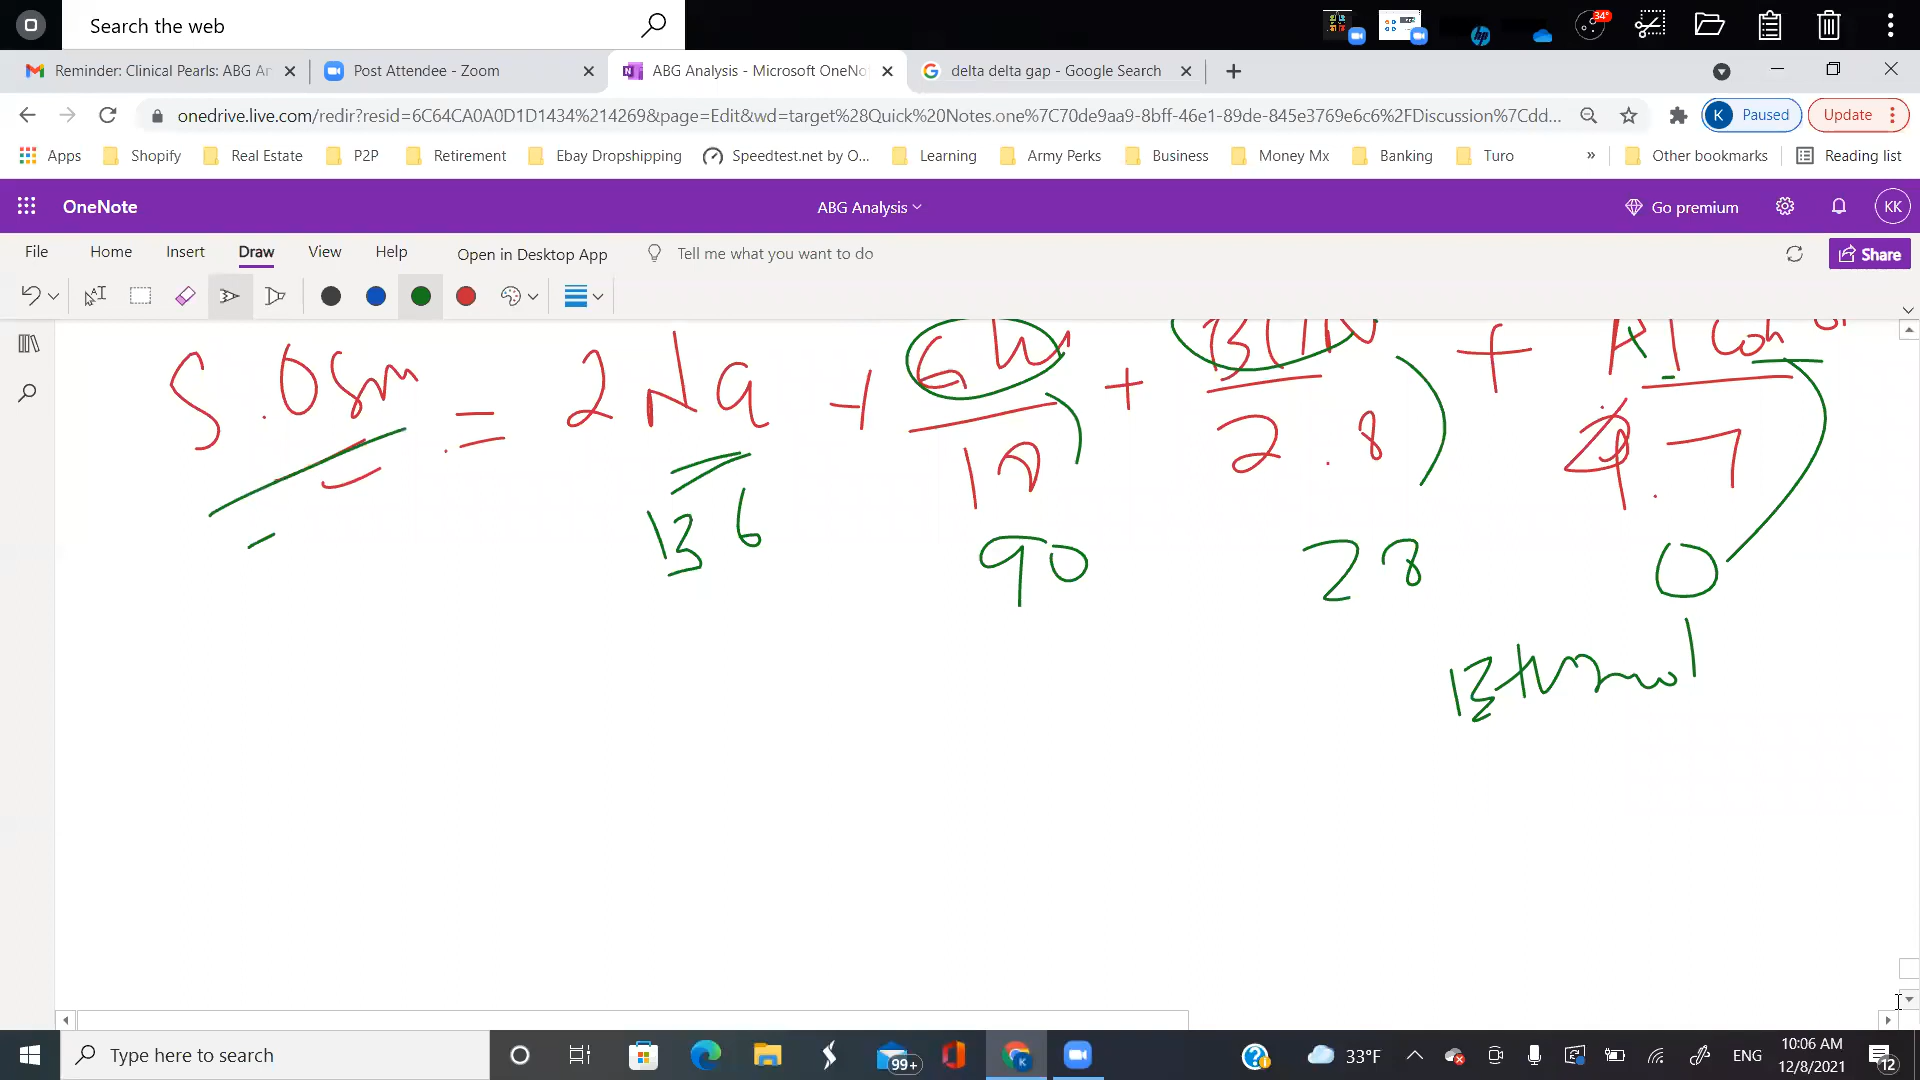 Search the web
34°
Reminder: Clinical Pearls: ABG An
Post Attendee - Zoom
ABG Analysis - Microsoft OneNo
delta delta gap - Google Search
onedrive.live.com/redir?resid=6C64CA0A0D1D1434%214269&page=Edit&wd=target%28Quick%20Notes.one%7C70de9aa9-8bff-46e1-89de-845e3769e6c6%2FDiscussion%7Cdd...
K Paused
Update
Apps Shopify Real Estate P2P Retirement Ebay Dropshipping Speedtest.net by O... Learning Army Perks Business Money Mx Banking Turo » Other bookmarks Reading list
OneNote
ABG Analysis
Go premium
KK
File Home Insert Draw View Help Open in Desktop App Tell me what you want to do
Share
S.Osm = 2Na + Glu/18 + BUN/2.8 + Alcohol/4.7
136 90 28 0
Ethanol
Type here to search
99+
33°F
ENG
10:06 AM
12/8/2021
12